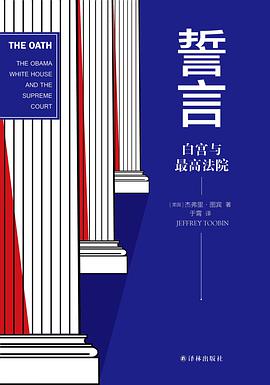 THE OATH
THE OBAMA
WHITE HOUSE
AND THE
SUPREME
COURT
誓言
白宫与
最高法院
[美国] 杰弗里·图宾 著
于霄 译
JEFFREY TOOBIN
译林出版社